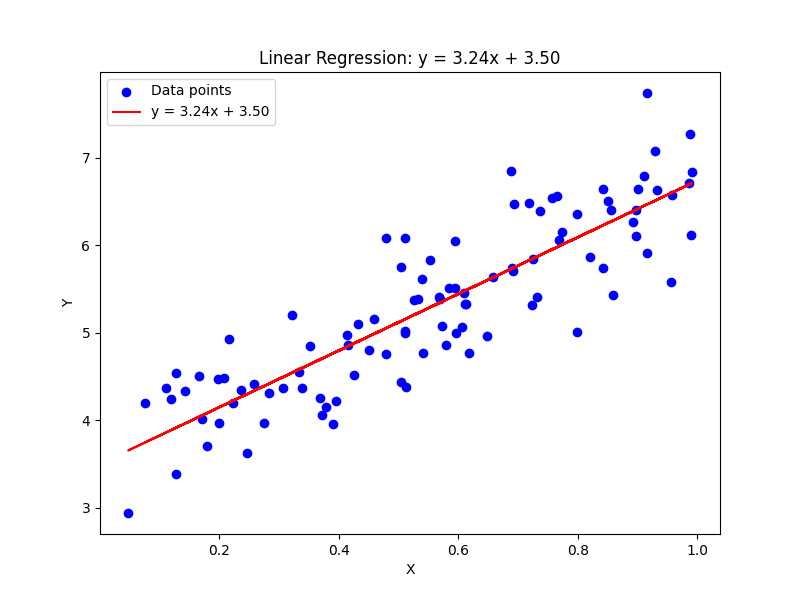 Linear Regression: y = 3.24x + 3.50
Data points
y = 3.24x + 3.50
7
6
5
4
3
Y
0.2 0.4 0.6 0.8 1.0
X